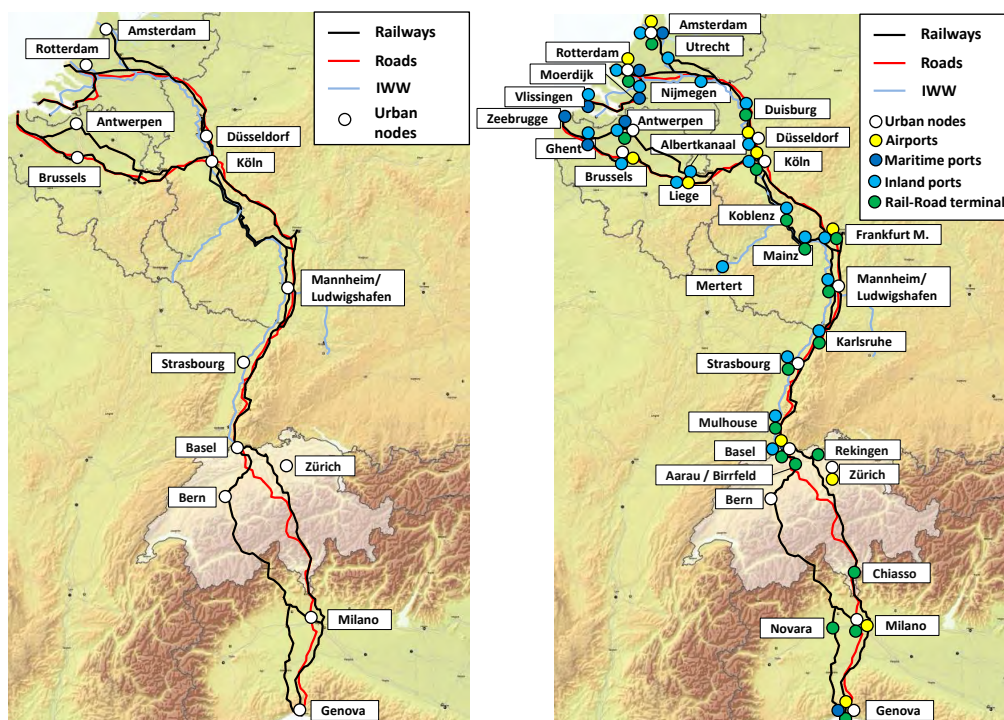 Amsterdam
Rotterdam
Antwerpen
Brussels
Düsseldorf
Köln
Mannheim/
Ludwigshafen
Strasbourg
Basel
Zürich
Bern
Milano
Genova
Railways
Roads
IWW
Urban
nodes
Amsterdam
Utrecht
Rotterdam
Moerdijk
Nijmegen
Vlissingen
Duisburg
Zeebrugge
Antwerpen
Düsseldorf
Ghent
Albertkanaal
Köln
Brussels
Liege
Koblenz
Frankfurt M.
Mainz
Mertert
Mannheim/
Ludwigshafen
Karlsruhe
Strasbourg
Mulhouse
Basel
Rekingen
Aarau / Birrfeld
Zürich
Bern
Chiasso
Novara
Milano
Genova
Railways
Roads
IWW
Urban nodes
Airports
Maritime ports
Inland ports
Rail-Road terminal